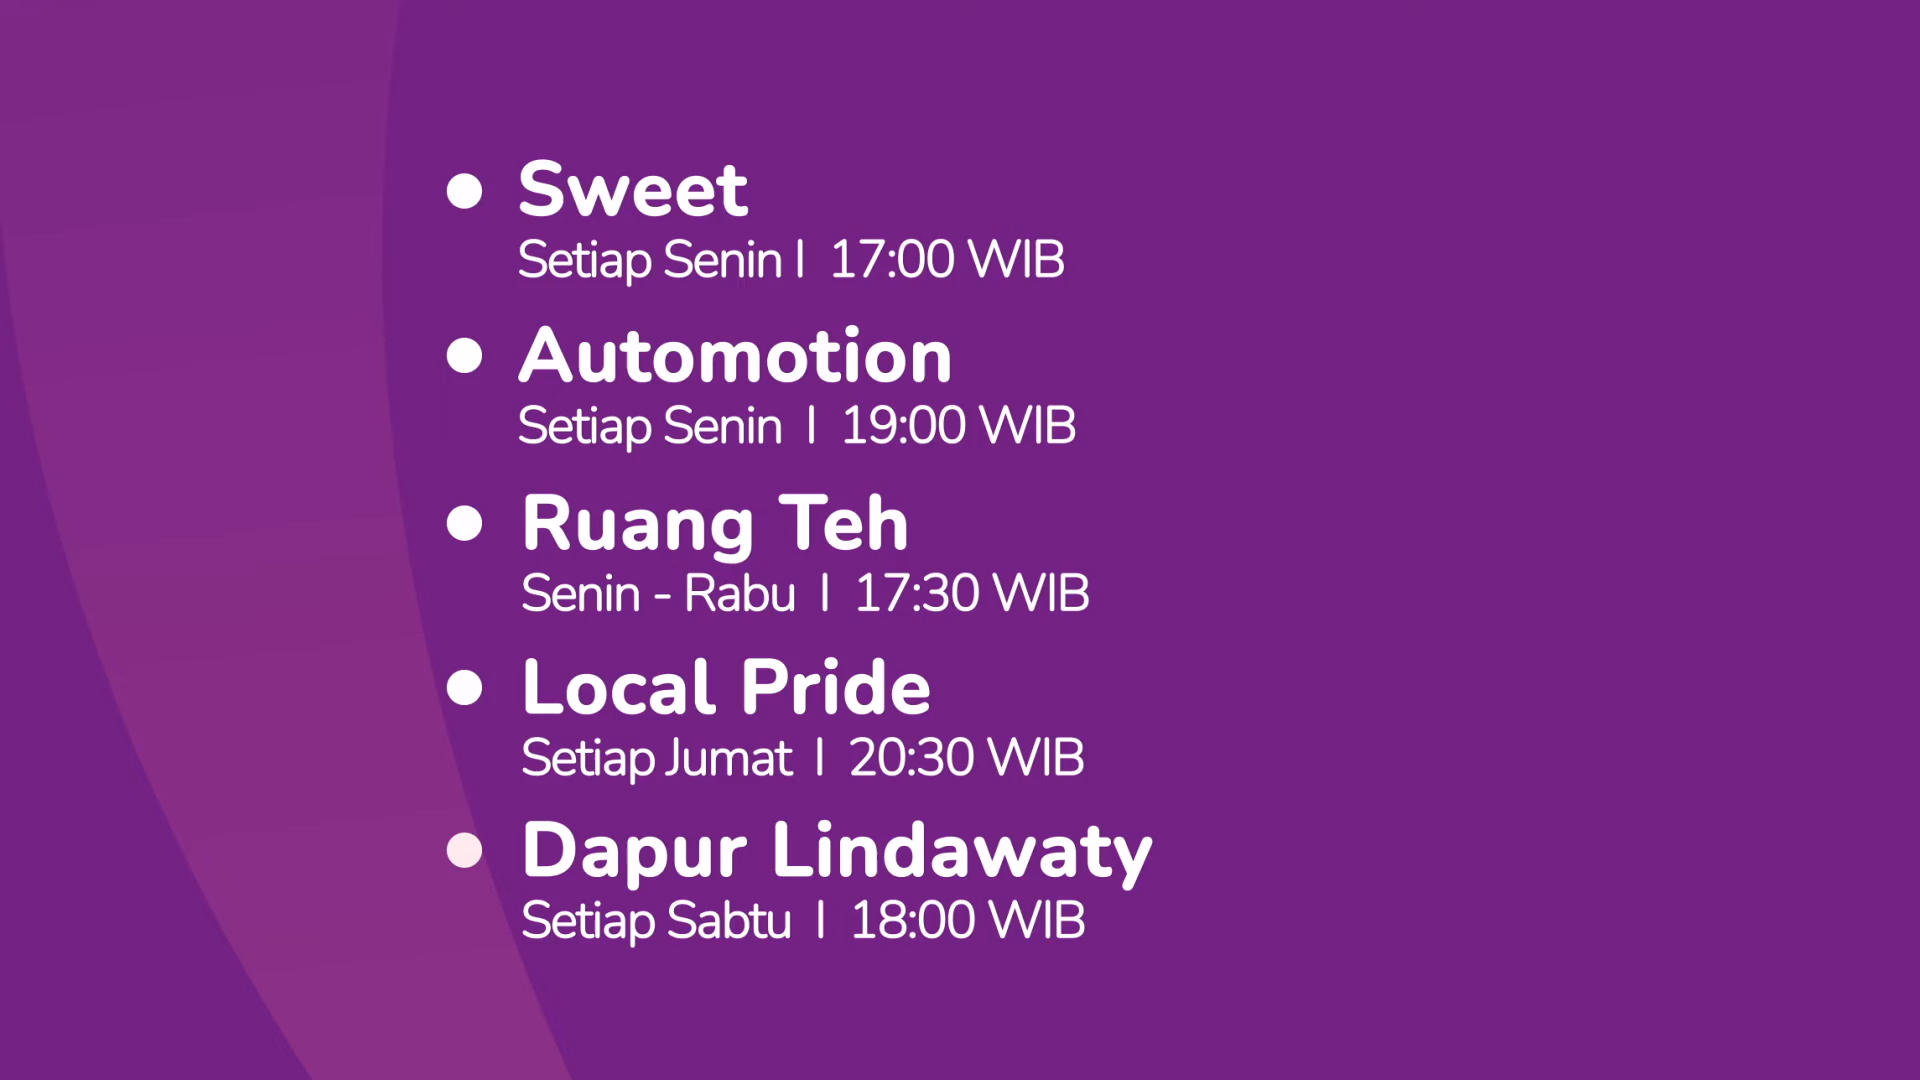 Sweet
Setiap Senin | 17:00 WIB
Automotion
Setiap Senin | 19:00 WIB
Ruang Teh
Senin - Rabu | 17:30 WIB
Local Pride
Setiap Jumat | 20:30 WIB
Dapur Lindawaty
Setiap Sabtu | 18:00 WIB